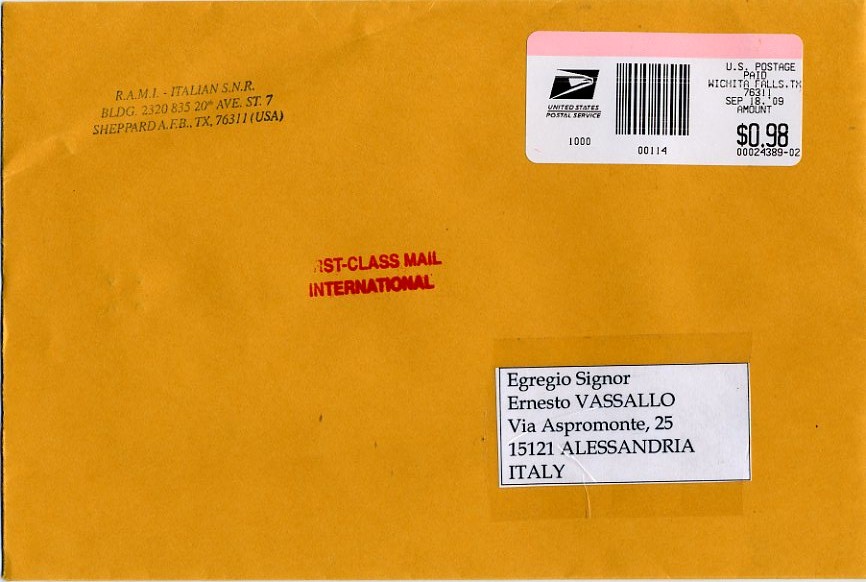 R.A.M.I. - ITALIAN S.N.R.
BLDG. 2320 835 20th AVE. ST. 7
SHEPPARD A.F.B., TX, 76311 (USA)
UNITED STATES
POSTAL SERVICE
1000
00114
U.S. POSTAGE
PAID
WICHITA FALLS, TX
76311
SEP 18, '09
AMOUNT
$0.98
00024389-02
RST-CLASS MAIL
INTERNATIONAL
Egregio Signor
Ernesto VASSALLO
Via Aspromonte, 25
15121 ALESSANDRIA
ITALY